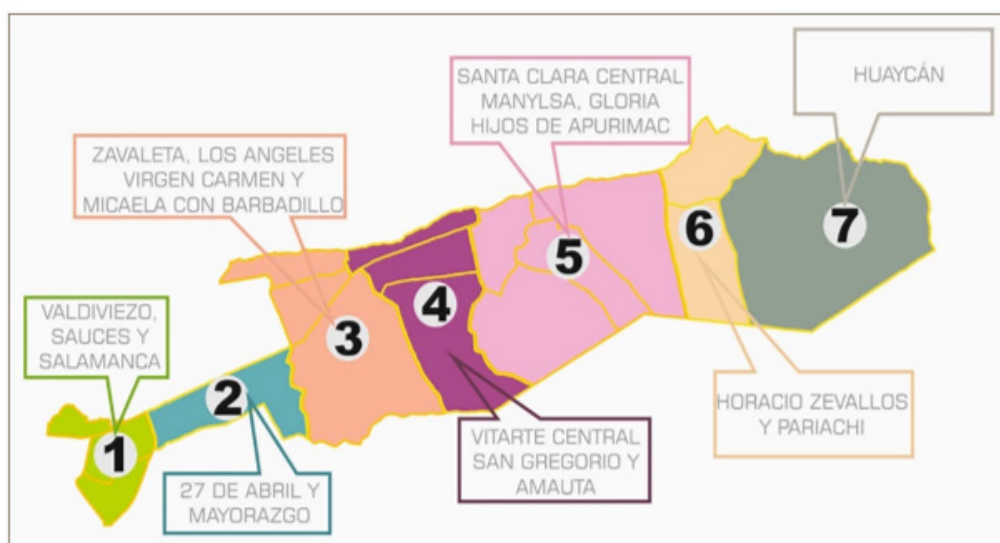 SANTA CLARA CENTRAL
MANYLSA, GLORIA
HIJOS DE APURIMAC
HUAYCÁN
ZAVALETA, LOS ANGELES
VIRGEN CARMEN Y
MICAELA CON BARBADILLO
VALDIVIEZO,
SAUCES Y
SALAMANCA
1
2
3
4
5
6
7
27 DE ABRIL Y
MAYORAZGO
VITARTE CENTRAL
SAN GREGORIO Y
AMAUTA
HORACIO ZEVALLOS
Y PARIACHI